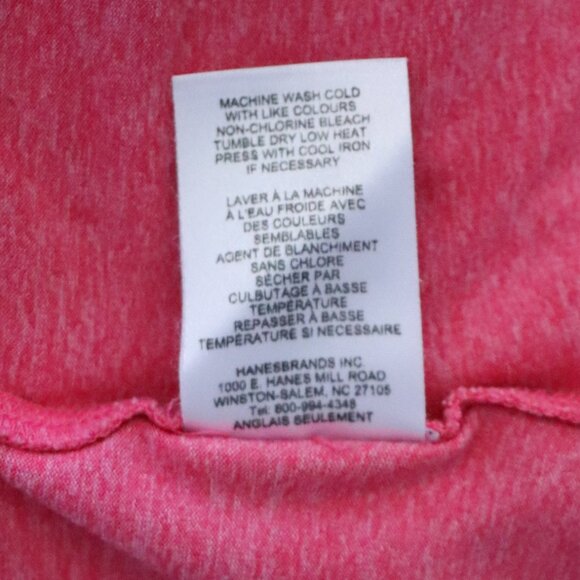 MACHINE WASH COLD
WITH LIKE COLOURS
NON-CHLORINE BLEACH
TUMBLE DRY LOW HEAT
PRESS WITH COOL IRON
IF NECESSARY
LAVER À LA MACHINE
À L'EAU FROIDE AVEC
DES COULEURS
SEMBLABLES
AGENT DE BLANCHIMENT
SANS CHLORE
SÉCHER PAR
CULBUTAGE À BASSE
TEMPÉRATURE
REPASSER À BASSE
TEMPÉRATURE SI NECESSAIRE
HANESBRANDS INC.
1000 E. HANES MILL ROAD
WINSTON-SALEM, NC 27105
Tel: 800-994-4348
ANGLAIS SEULEMENT